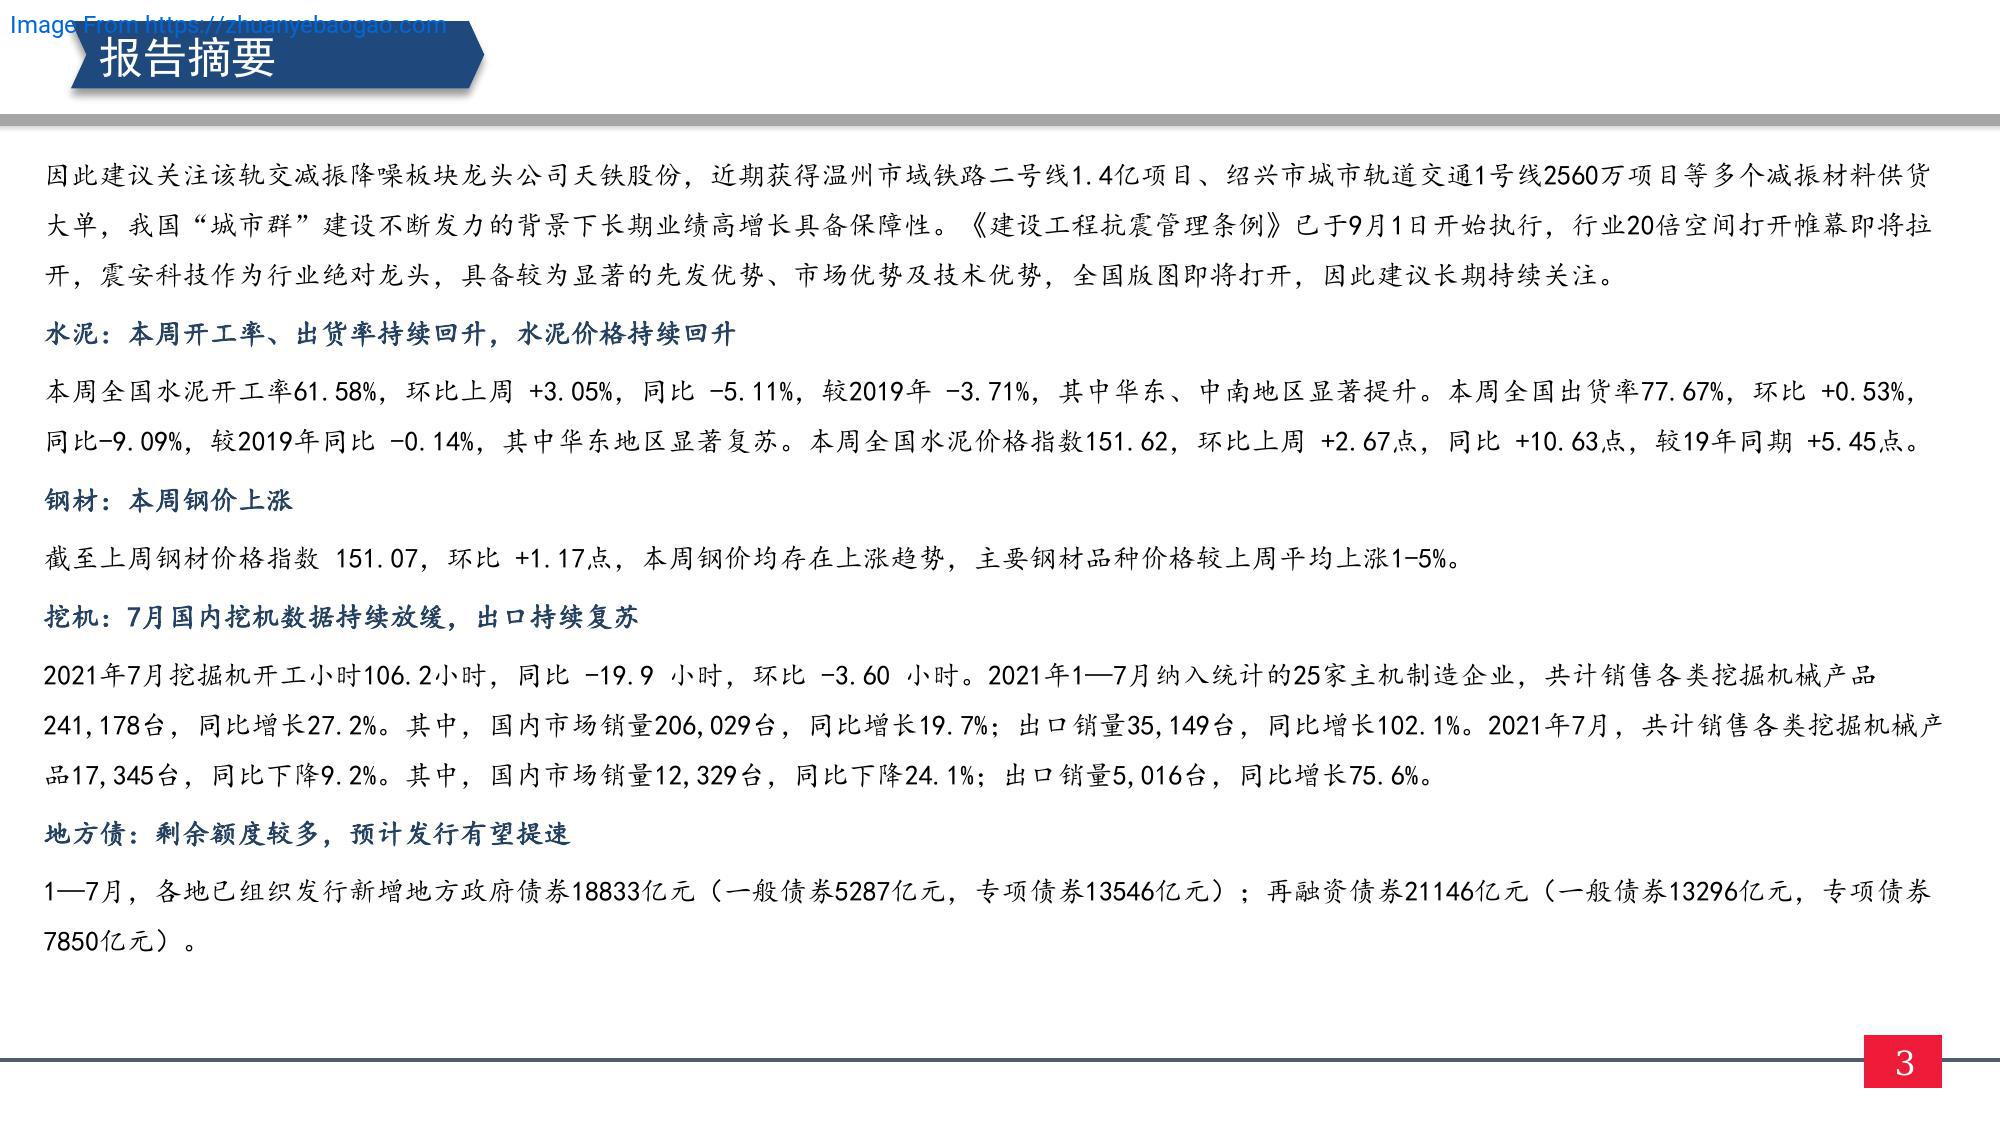 Image From https://zhuanyebaogao.com
报告摘要
因此建议关注该轨交减振降噪板块龙头公司天铁股份，近期获得温州市域铁路二号线1.4亿项目、绍兴市城市轨道交通1号线2560万项目等多个减振材料供货
大单，我国“城市群”建设不断发力的背景下长期业绩高增长具备保障性。《建设工程抗震管理条例》已于9月1日开始执行，行业20倍空间打开帷幕即将拉
开，震安科技作为行业绝对龙头，具备较为显著的先发优势、市场优势及技术优势，全国版图即将打开，因此建议长期持续关注。
水泥：本周开工率、出货率持续回升，水泥价格持续回升
本周全国水泥开工率61.58%，环比上周 +3.05%，同比 -5.11%，较2019年 -3.71%，其中华东、中南地区显著提升。本周全国出货率77.67%，环比 +0.53%，
同比-9.09%，较2019年同比 -0.14%，其中华东地区显著复苏。本周全国水泥价格指数151.62，环比上周 +2.67点，同比 +10.63点，较19年同期 +5.45点。
钢材：本周钢价上涨
截至上周钢材价格指数 151.07，环比 +1.17点，本周钢价均存在上涨趋势，主要钢材品种价格较上周平均上涨1-5%。
挖机：7月国内挖机数据持续放缓，出口持续复苏
2021年7月挖掘机开工小时106.2小时，同比 -19.9 小时，环比 -3.60 小时。2021年1—7月纳入统计的25家主机制造企业，共计销售各类挖掘机械产品
241,178台，同比增长27.2%。其中，国内市场销量206,029台，同比增长19.7%；出口销量35,149台，同比增长102.1%。2021年7月，共计销售各类挖掘机械产
品17,345台，同比下降9.2%。其中，国内市场销量12,329台，同比下降24.1%；出口销量5,016台，同比增长75.6%。
地方债：剩余额度较多，预计发行有望提速
1—7月，各地已组织发行新增地方政府债券18833亿元（一般债券5287亿元，专项债券13546亿元）；再融资债券21146亿元（一般债券13296亿元，专项债券
7850亿元）。
3